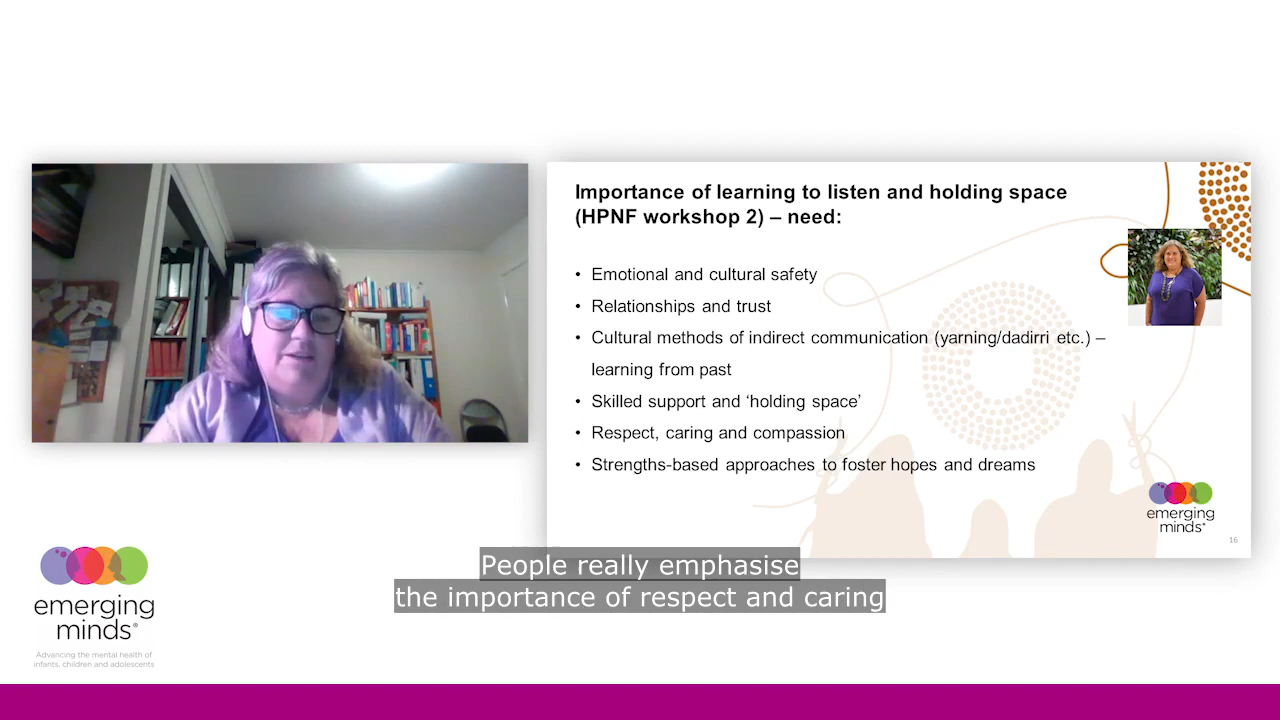 Importance of learning to listen and holding space
(HPNF workshop 2) – need:
• Emotional and cultural safety
• Relationships and trust
• Cultural methods of indirect communication (yarning/dadirri etc.) –
learning from past
• Skilled support and ‘holding space’
• Respect, caring and compassion
• Strengths-based approaches to foster hopes and dreams
emerging
minds®
16
People really emphasise
the importance of respect and caring
emerging
minds®
Advancing the mental health of
infants, children and adolescents